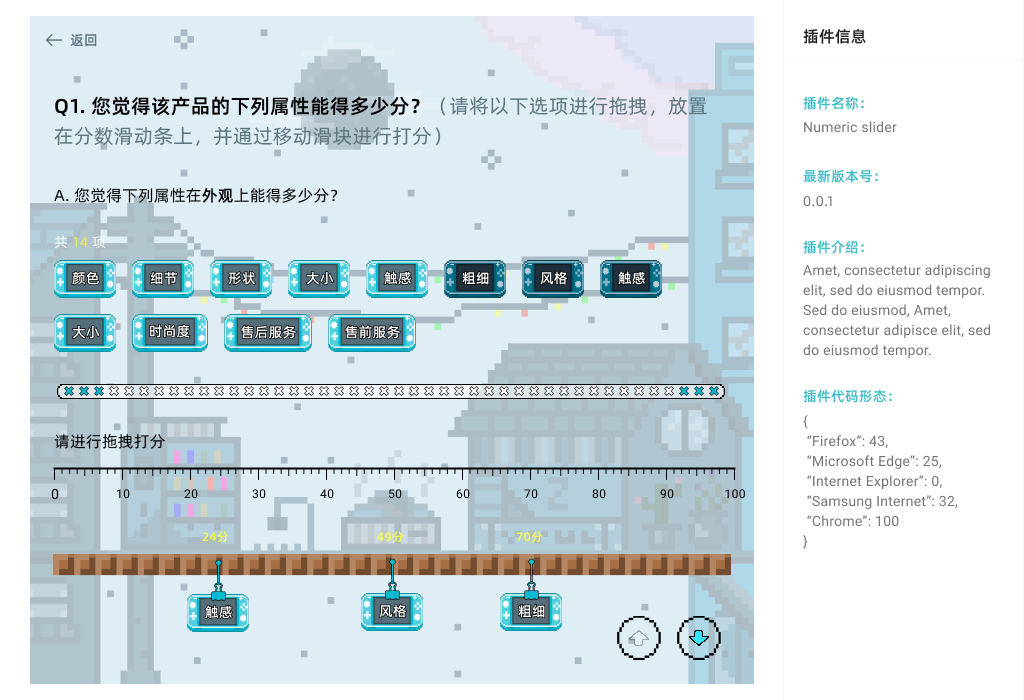 返回
Q1. 您觉得该产品的下列属性能得多少分？（请将以下选项进行拖拽，放置
在分数滑动条上，并通过移动滑块进行打分）
A. 您觉得下列属性在外观上能得多少分？
共 14 项
颜色 细节 形状 大小 触感 粗细 风格 触感
大小 时尚度 售后服务 售前服务
请进行拖拽打分
0 10 20 30 40 50 60 70 80 90 100
24分 49分 70分
触感 风格 粗细
插件信息
插件名称：
Numeric slider
最新版本号：
0.0.1
插件介绍：
Amet, consectetur adipiscing
elit, sed do eiusmod tempor.
Sed do eiusmod, Amet,
consectetur adipisce elit, sed
do eiusmod tempor.
插件代码形态：
{
“Firefox”: 43,
“Microsoft Edge”: 25,
“Internet Explorer”: 0,
“Samsung Internet”: 32,
“Chrome”: 100
}